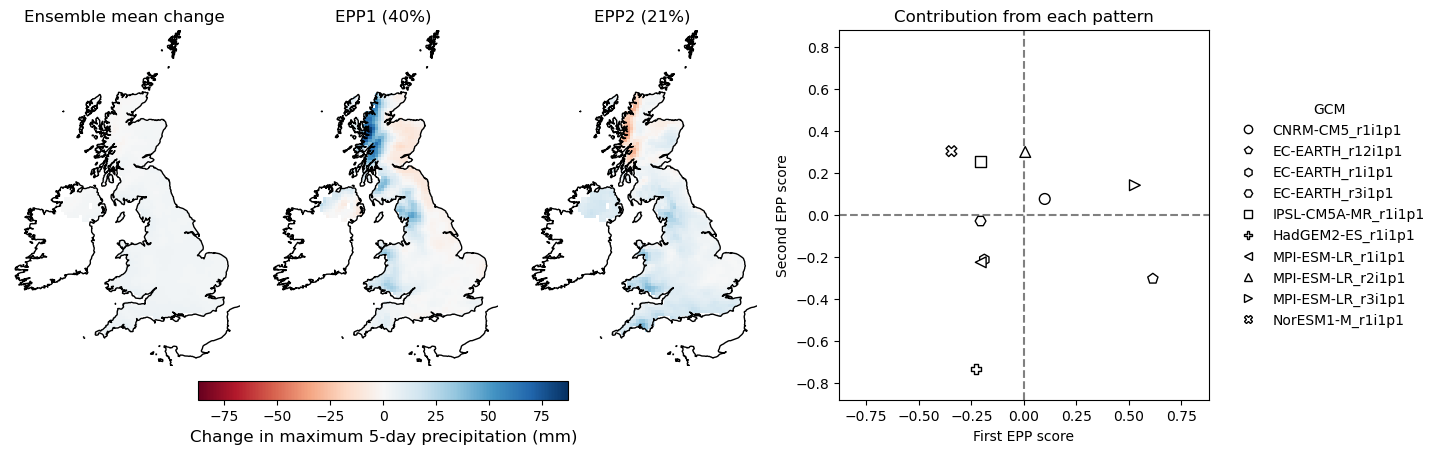 Ensemble mean change
EPP1 (40%)
EPP2 (21%)
−75 −50 −25 0 25 50 75
Change in maximum 5-day precipitation (mm)
Contribution from each pattern
Second EPP score
0.8
0.6
0.4
0.2
0.0
−0.2
−0.4
−0.6
−0.8
−0.75 −0.50 −0.25 0.00 0.25 0.50 0.75
First EPP score
GCM
CNRM-CM5_r1i1p1
EC-EARTH_r12i1p1
EC-EARTH_r1i1p1
EC-EARTH_r3i1p1
IPSL-CM5A-MR_r1i1p1
HadGEM2-ES_r1i1p1
MPI-ESM-LR_r1i1p1
MPI-ESM-LR_r2i1p1
MPI-ESM-LR_r3i1p1
NorESM1-M_r1i1p1